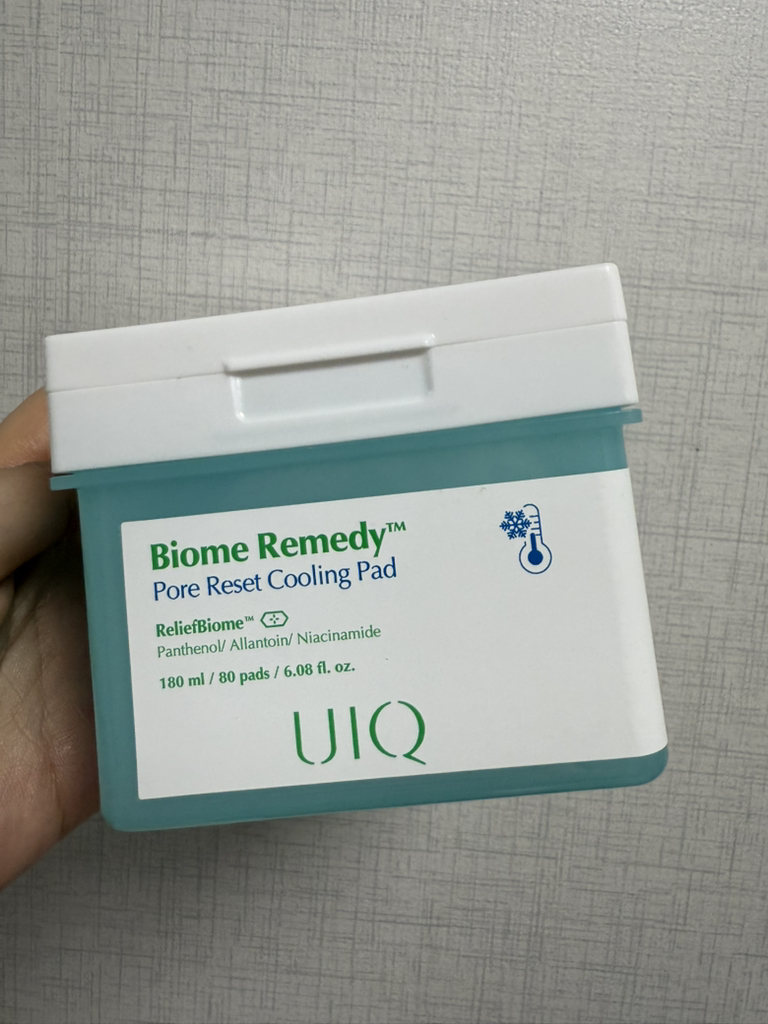 Biome Remedy™
Pore Reset Cooling Pad
ReliefBiome™
Panthenol/ Allantoin/ Niacinamide
180 ml / 80 pads / 6.08 fl. oz.
UIQ